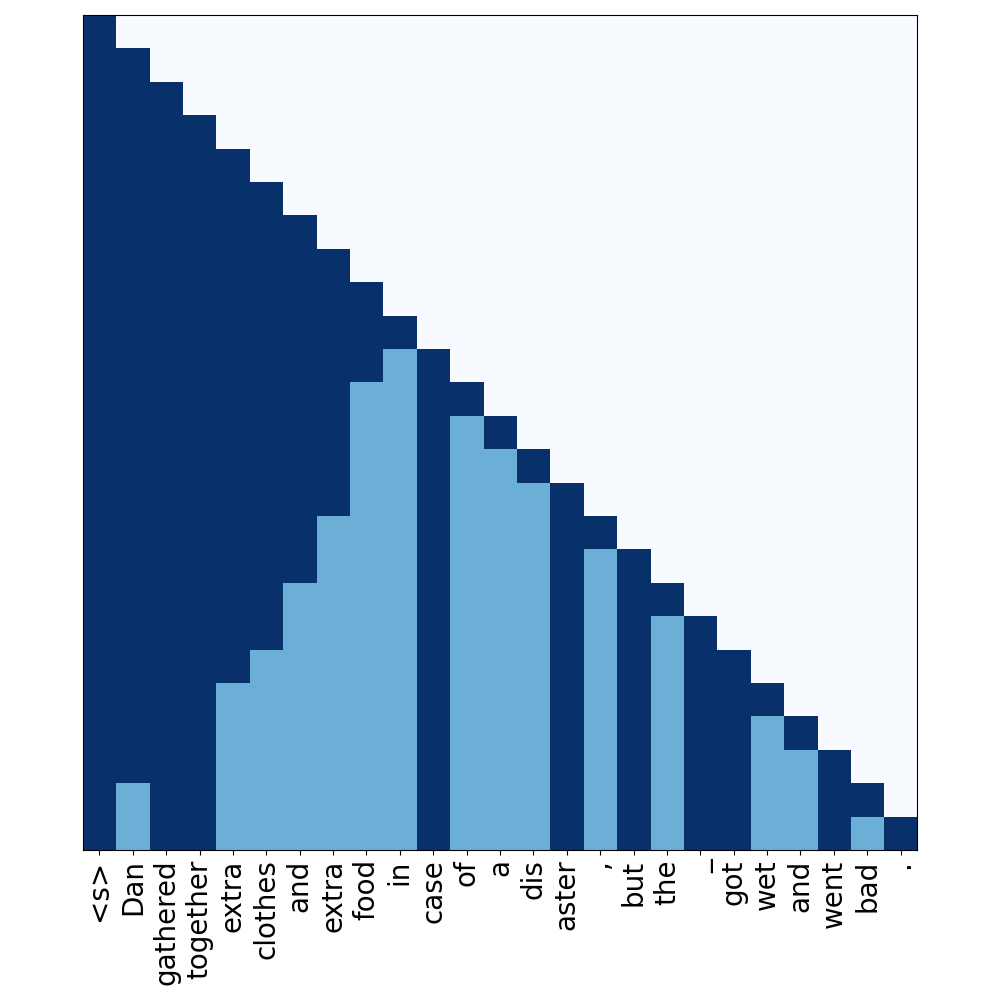 <s>
Dan
gathered
together
extra
clothes
and
extra
food
in
case
of
a
dis
aster
,
but
the
_
got
wet
and
went
bad
.